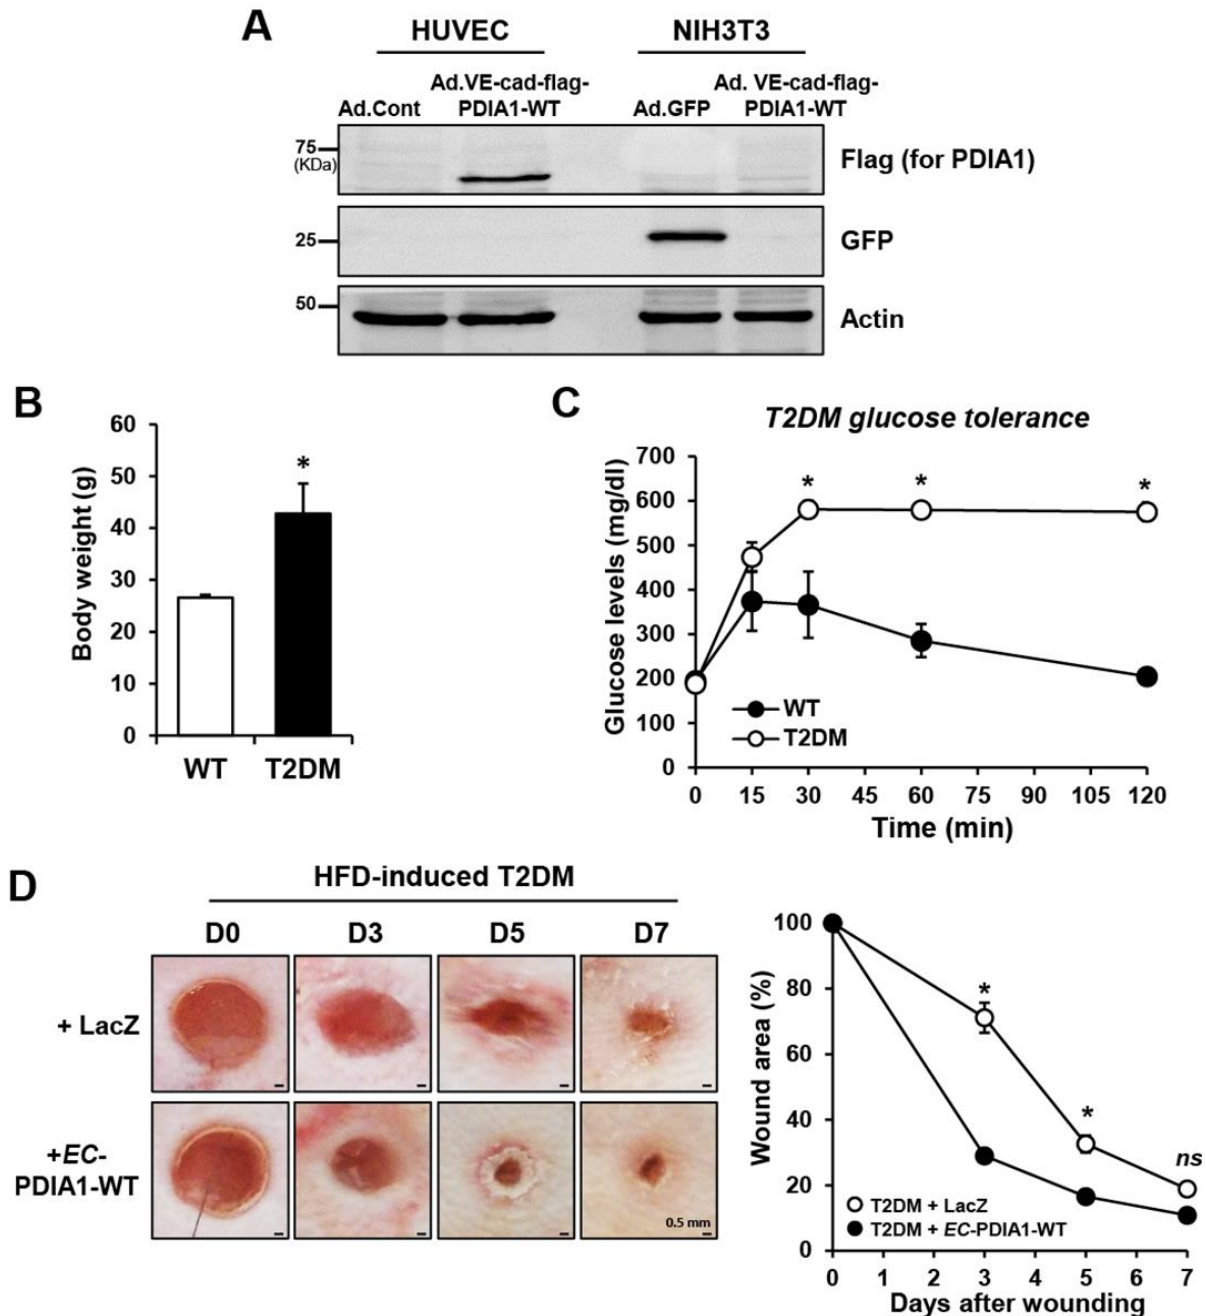 A
HUVEC NIH3T3
Ad.VE-cad-flag- Ad. VE-cad-flag-
Ad.Cont PDIA1-WT Ad.GFP PDIA1-WT
75
(KDa)
Flag (for PDIA1)
25
GFP
50
Actin
B
Body weight (g)
60
50
40
30
20
10
0
*
WT T2DM
C
T2DM glucose tolerance
Glucose levels (mg/dl)
700
600
500
400
300
200
100
0
* * *
WT
T2DM
0 15 30 45 60 75 90 105 120
Time (min)
D
HFD-induced T2DM
D0 D3 D5 D7
+ LacZ
+EC-
PDIA1-WT
0.5 mm
Wound area (%)
100
80
60
40
20
0
*
*
ns
T2DM + LacZ
T2DM + EC-PDIA1-WT
0 1 2 3 4 5 6 7
Days after wounding